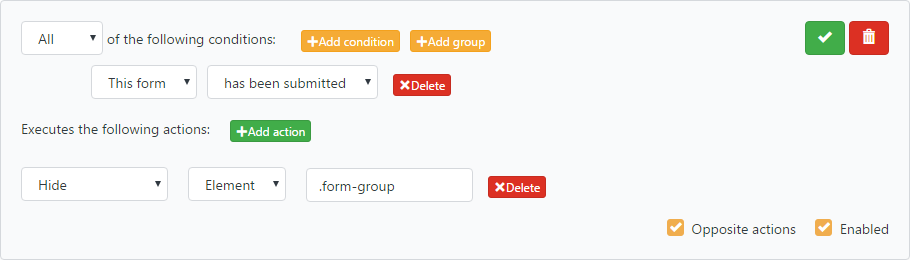 All of the following conditions: Add condition Add group
This form has been submitted Delete
Executes the following actions: Add action
Hide Element .form-group Delete
Opposite actions Enabled